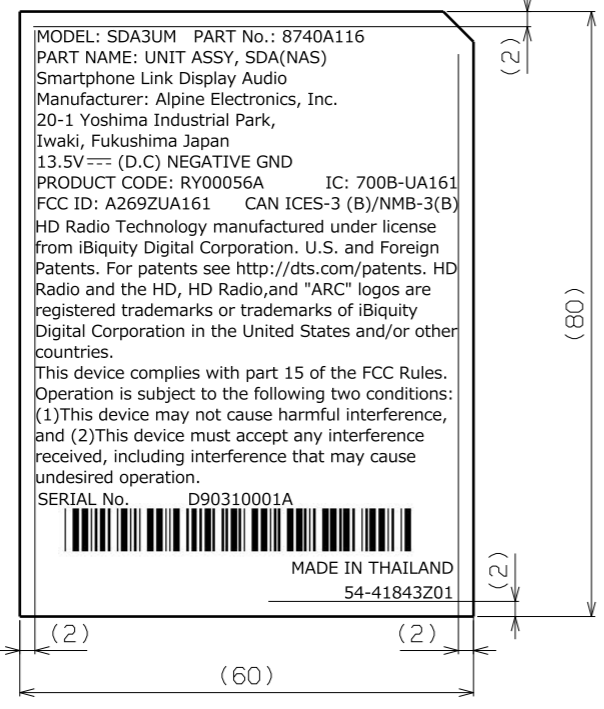 MODEL: SDA3UM PART No.: 8740A116
PART NAME: UNIT ASSY, SDA(NAS)
Smartphone Link Display Audio
Manufacturer: Alpine Electronics, Inc.
20-1 Yoshima Industrial Park,
Iwaki, Fukushima Japan
13.5V⎓ (D.C) NEGATIVE GND
PRODUCT CODE: RY00056A IC: 700B-UA161
FCC ID: A269ZUA161 CAN ICES-3 (B)/NMB-3(B)
HD Radio Technology manufactured under license
from iBiquity Digital Corporation. U.S. and Foreign
Patents. For patents see http://dts.com/patents. HD
Radio and the HD, HD Radio,and "ARC" logos are
registered trademarks or trademarks of iBiquity
Digital Corporation in the United States and/or other
countries.
This device complies with part 15 of the FCC Rules.
Operation is subject to the following two conditions:
(1)This device may not cause harmful interference,
and (2)This device must accept any interference
received, including interference that may cause
undesired operation.
SERIAL No. D90310001A
MADE IN THAILAND
54-41843Z01
(2)
(80)
(2)
(2)
(2)
(60)